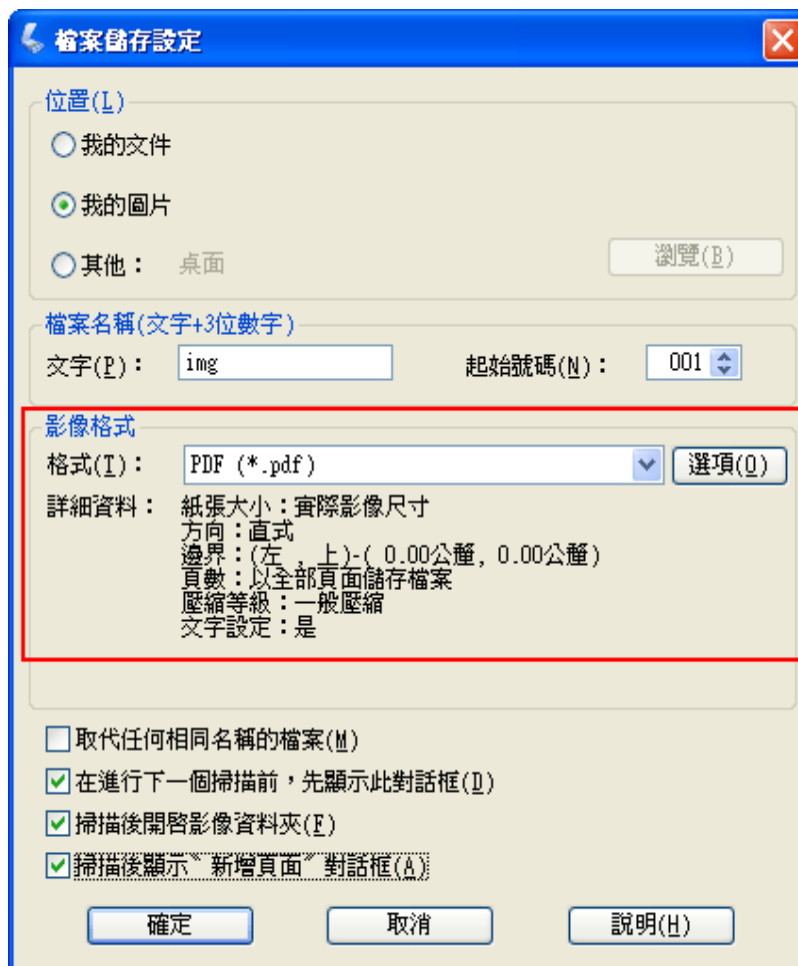 檔案儲存設定
位置(L)
我的文件
我的圖片
其他： 桌面 瀏覽(B)
檔案名稱(文字+3位數字)
文字(P)： img 起始號碼(N)： 001
影像格式
格式(T)： PDF (*.pdf) 選項(O)
詳細資料： 紙張大小：實際影像尺寸
方向：直式
邊界：(左 , 上)-( 0.00公釐, 0.00公釐)
頁數：以全部頁面儲存檔案
壓縮等級：一般壓縮
文字設定：是
取代任何相同名稱的檔案(M)
在進行下一個掃描前，先顯示此對話框(D)
掃描後開啓影像資料夾(F)
掃描後顯示〝新增頁面〞對話框(A)
確定 取消 說明(H)